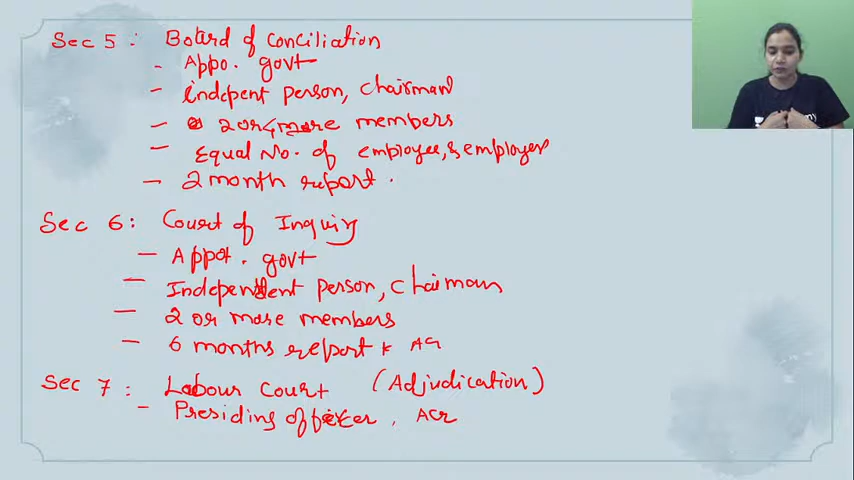 Sec 5: Board of conciliation
- Appo. govt
- indepent person, chairman
- 2 or 4 more members
- Equal No. of employee, & employer
- 2 month report.
Sec 6: Court of Inquiry
- Appot. govt
- Independent person, chairman
- 2 or more members
- 6 months report
Sec 7: Labour Court (Adjudication)
- Presiding officer,